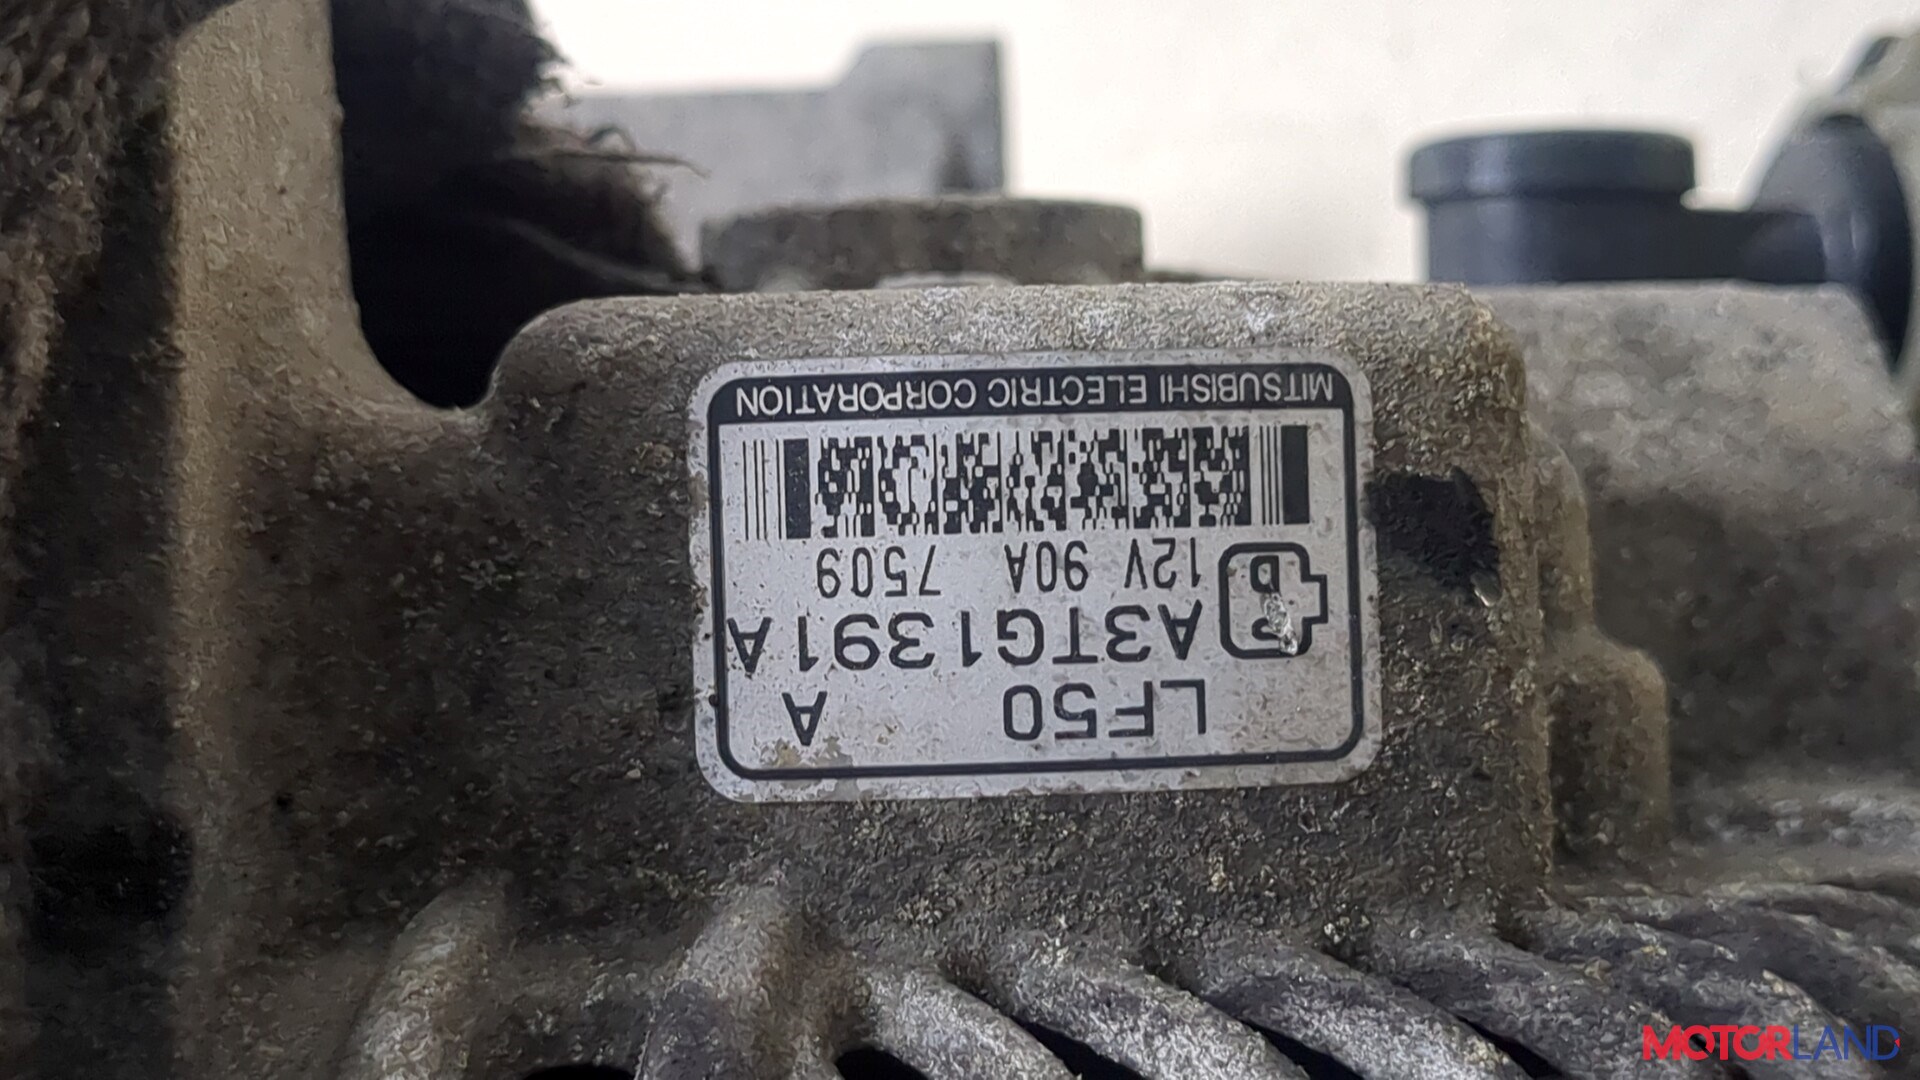 LF50 A
A3TG1391A
12V 90A 7509
MITSUBISHI ELECTRIC CORPORATION
MOTORLAND